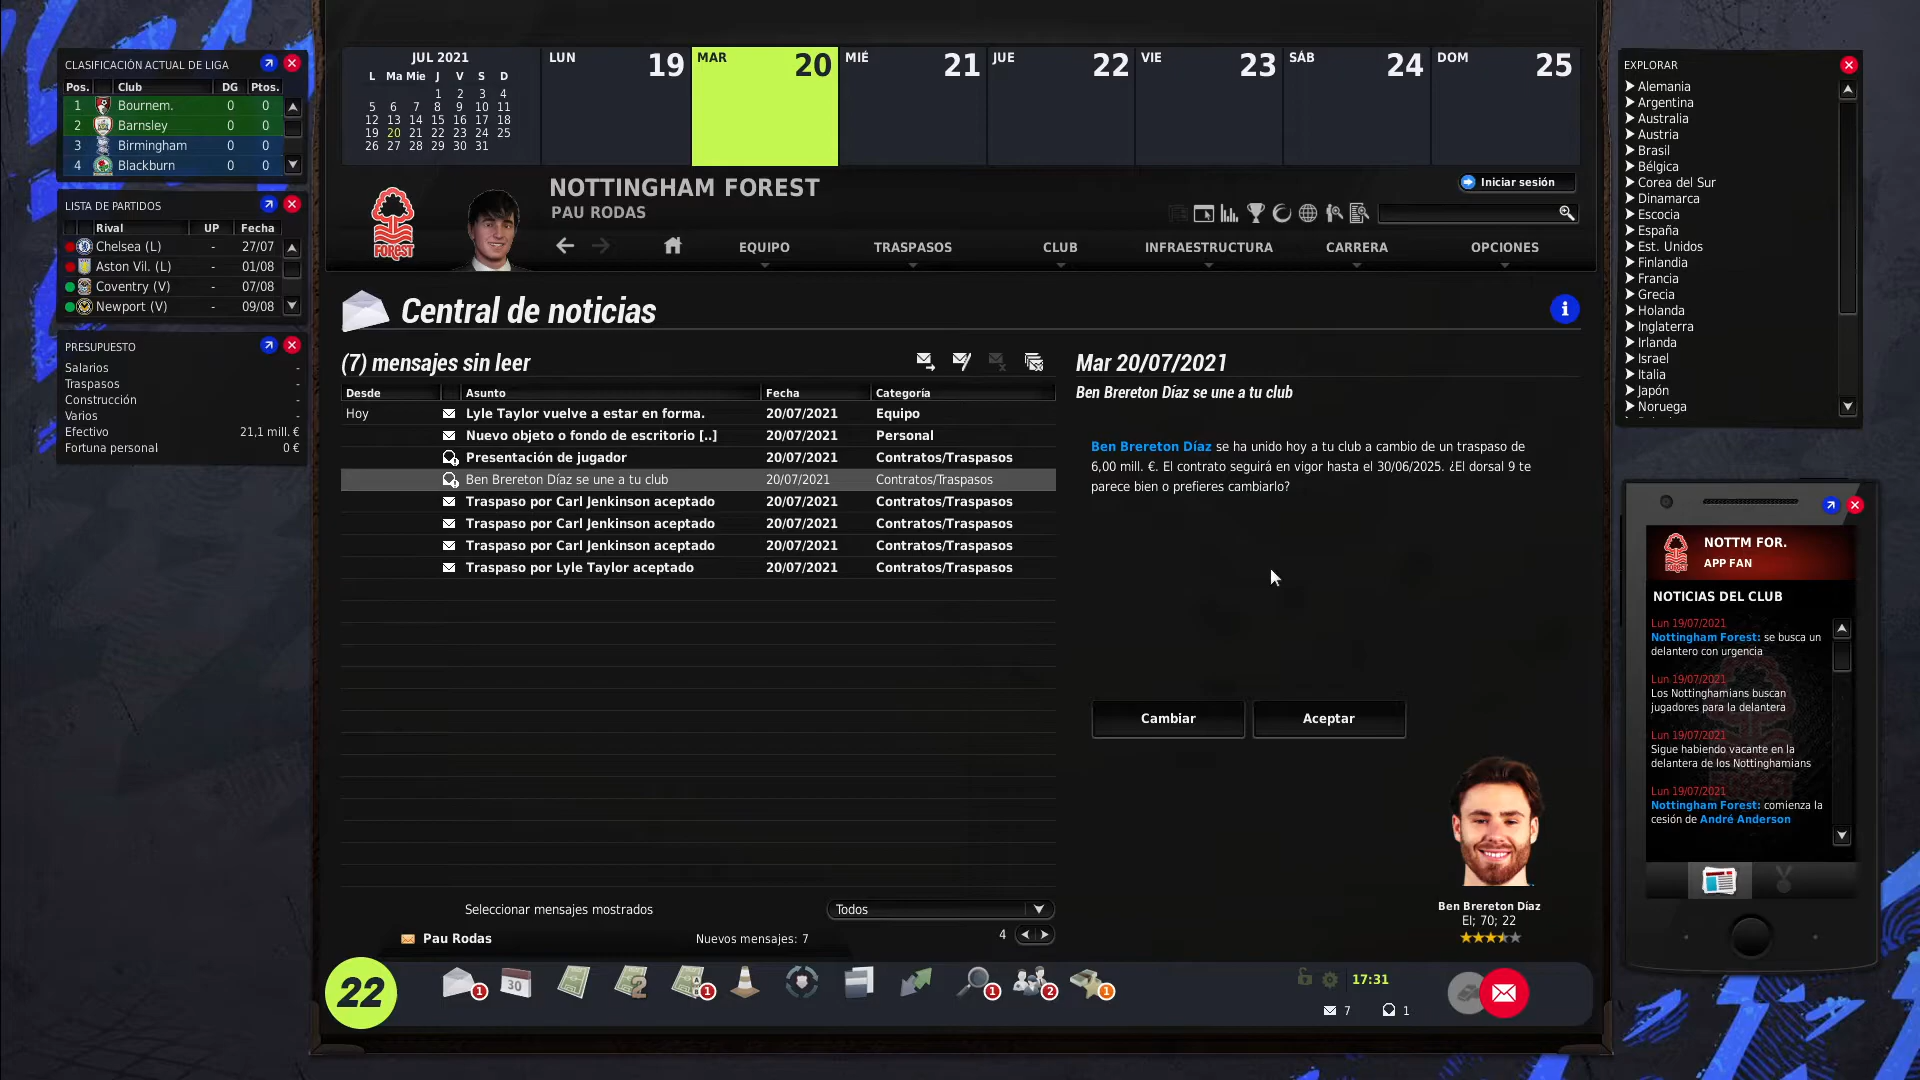 CLASIFICACIÓN ACTUAL DE LIGA
Pos. Club DG Ptos.
1 Bournem. 0 0
2 Barnsley 0 0
3 Birmingham 0 0
4 Blackburn 0 0
LISTA DE PARTIDOS
Rival UP Fecha
Chelsea (L) - 27/07
Aston Vil. (L) - 01/08
Coventry (V) - 07/08
Newport (V) - 09/08
PRESUPUESTO
Salarios -
Traspasos -
Construcción -
Varios -
Efectivo 21,1 mill. €
Fortuna personal 0 €
JUL 2021
L Ma Mie J V S D
1 2 3 4
5 6 7 8 9 10 11
12 13 14 15 16 17 18
19 20 21 22 23 24 25
26 27 28 29 30 31
LUN 19
MAR 20
MIÉ 21
JUE 22
VIE 23
SÁB 24
DOM 25
FOREST
NOTTINGHAM FOREST
PAU RODAS
Iniciar sesión
EQUIPO TRASPASOS CLUB INFRAESTRUCTURA CARRERA OPCIONES
Central de noticias
i
(7) mensajes sin leer
Desde Asunto Fecha Categoría
Hoy Lyle Taylor vuelve a estar en forma. 20/07/2021 Equipo
Nuevo objeto o fondo de escritorio [..] 20/07/2021 Personal
Presentación de jugador 20/07/2021 Contratos/Traspasos
Ben Brereton Díaz se une a tu club 20/07/2021 Contratos/Traspasos
Traspaso por Carl Jenkinson aceptado 20/07/2021 Contratos/Traspasos
Traspaso por Carl Jenkinson aceptado 20/07/2021 Contratos/Traspasos
Traspaso por Carl Jenkinson aceptado 20/07/2021 Contratos/Traspasos
Traspaso por Lyle Taylor aceptado 20/07/2021 Contratos/Traspasos
Seleccionar mensajes mostrados Todos
Pau Rodas Nuevos mensajes: 7 4
Mar 20/07/2021
Ben Brereton Díaz se une a tu club
Ben Brereton Díaz se ha unido hoy a tu club a cambio de un traspaso de
6,00 mill. €. El contrato seguirá en vigor hasta el 30/06/2025. ¿El dorsal 9 te
parece bien o prefieres cambiarlo?
Cambiar Aceptar
Ben Brereton Díaz
EI; 70; 22
22
1 30 2 1 1 2 1
17:31
7 1
EXPLORAR
Alemania
Argentina
Australia
Austria
Brasil
Bélgica
Corea del Sur
Dinamarca
Escocia
España
Est. Unidos
Finlandia
Francia
Grecia
Holanda
Inglaterra
Irlanda
Israel
Italia
Japón
Noruega
NOTTM FOR.
APP FAN
NOTICIAS DEL CLUB
Lun 19/07/2021
Nottingham Forest: se busca un
delantero con urgencia
Lun 19/07/2021
Los Nottinghamians buscan
jugadores para la delantera
Lun 19/07/2021
Sigue habiendo vacante en la
delantera de los Nottinghamians
Lun 19/07/2021
Nottingham Forest: comienza la
cesión de André Anderson